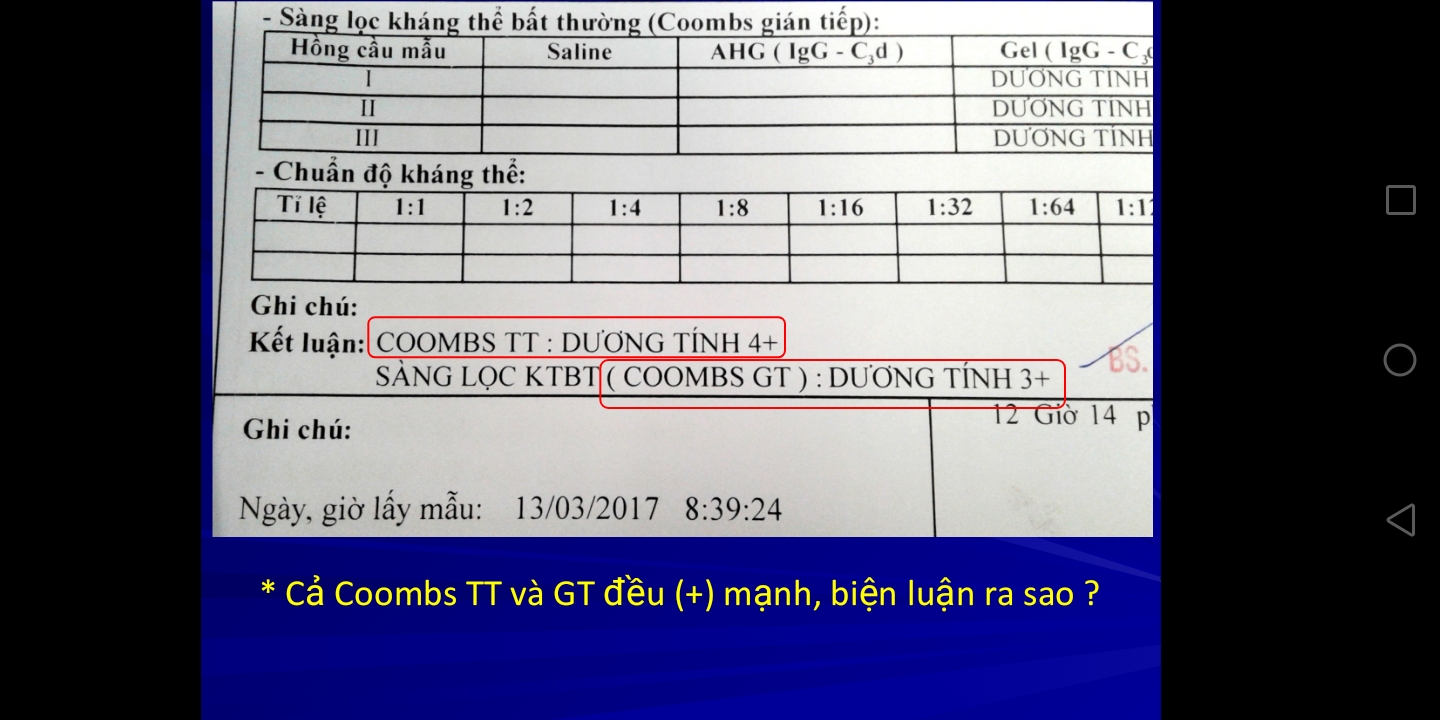 - Sàng lọc kháng thể bất thường (Coombs gián tiếp):
Hồng cầu mẫu Saline AHG ( IgG - C₃d ) Gel ( IgG - C₃
I DƯƠNG TÍNH
II DƯƠNG TÍNH
III DƯƠNG TÍNH
- Chuẩn độ kháng thể:
Tỉ lệ 1:1 1:2 1:4 1:8 1:16 1:32 1:64
Ghi chú:
Kết luận: COOMBS TT : DƯƠNG TÍNH 4+
BS.
SÀNG LỌC KTBT ( COOMBS GT ) : DƯƠNG TÍNH 3+
12 Giờ 14 p
Ghi chú:
Ngày, giờ lấy mẫu: 13/03/2017 8:39:24
* Cả Coombs TT và GT đều (+) mạnh, biện luận ra sao ?